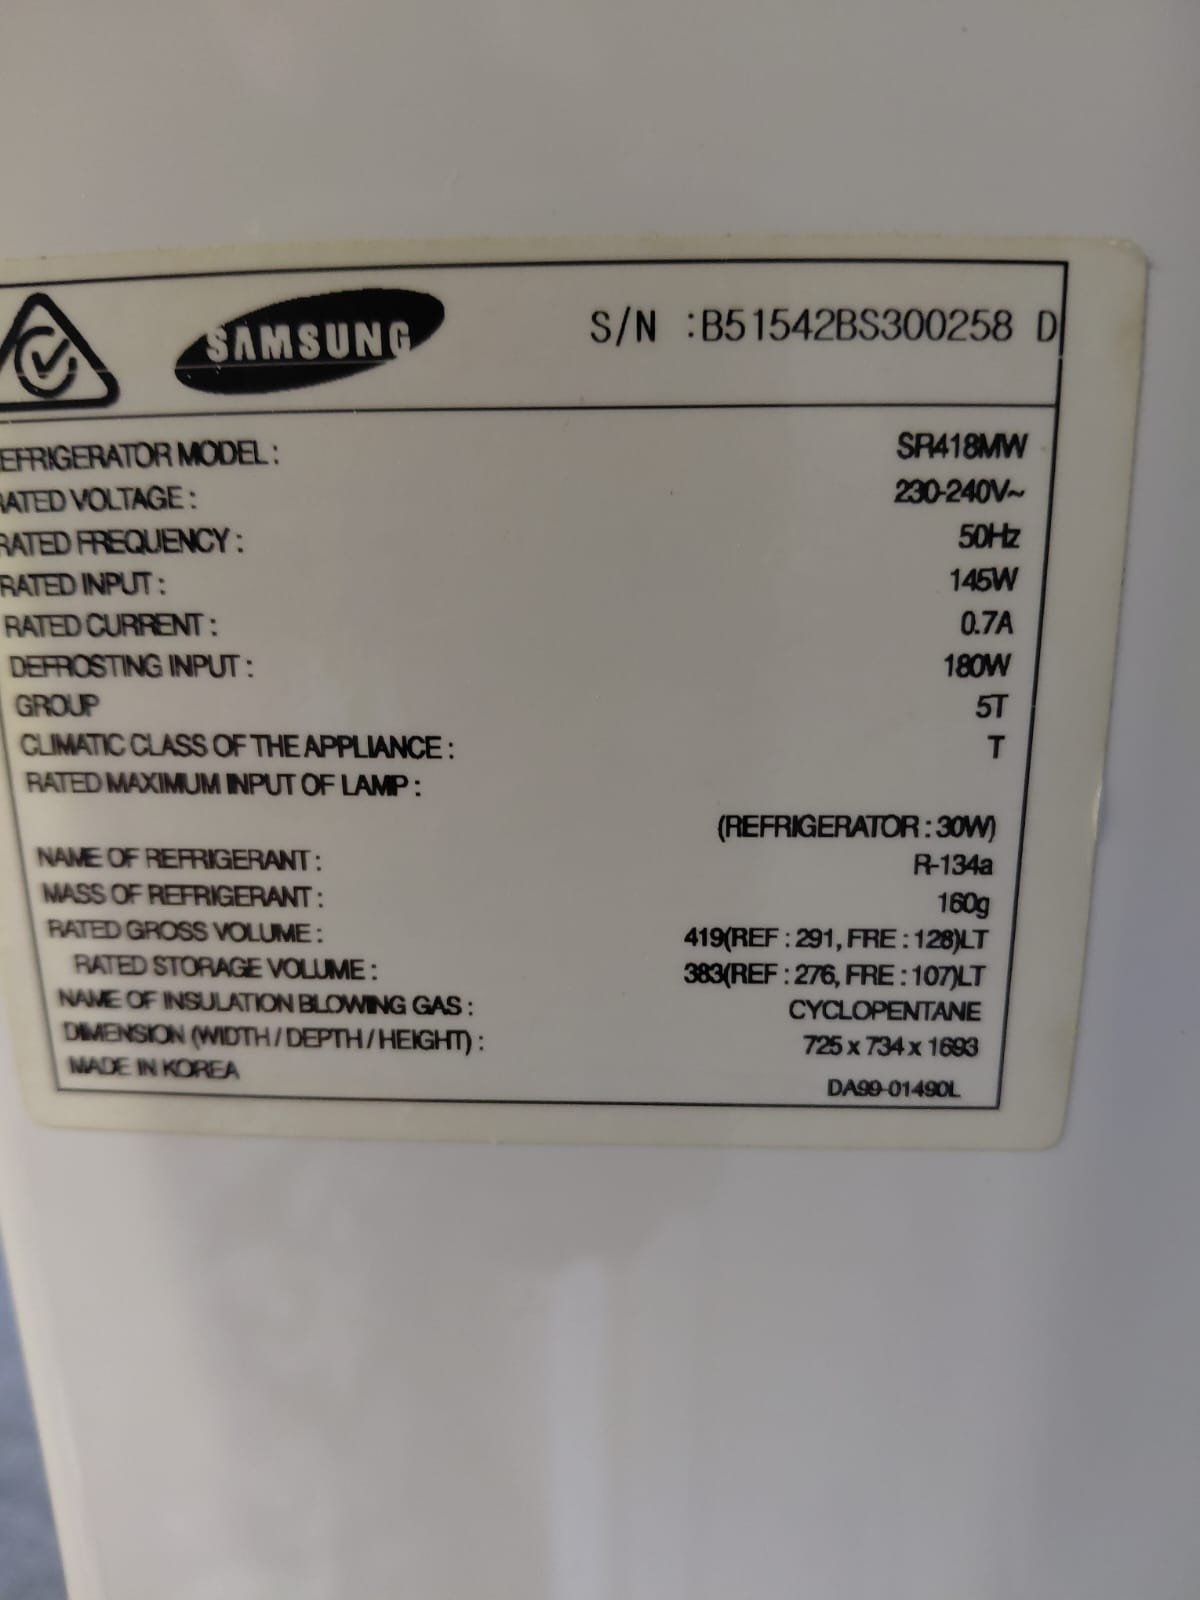 SAMSUNG S/N :B51542BS300258 D
EFRIGERATOR MODEL : SR418MW
RATED VOLTAGE : 230-240V~
RATED FREQUENCY : 50Hz
RATED INPUT : 145W
RATED CURRENT : 0.7A
DEFROSTING INPUT : 180W
GROUP 5T
CLIMATIC CLASS OF THE APPLIANCE : T
RATED MAXIMUM INPUT OF LAMP :
(REFRIGERATOR : 30W)
NAME OF REFRIGERANT : R-134a
MASS OF REFRIGERANT : 160g
RATED GROSS VOLUME : 419(REF : 291, FRE : 128)LT
RATED STORAGE VOLUME : 383(REF : 276, FRE : 107)LT
NAME OF INSULATION BLOWING GAS : CYCLOPENTANE
DIMENSION (WIDTH / DEPTH / HEIGHT) : 725 x 734 x 1693
MADE IN KOREA
DA99-01490L